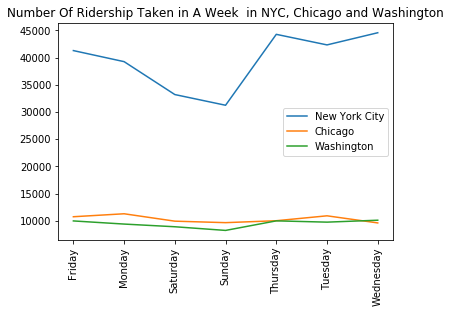 Number Of Ridership Taken in A Week  in NYC, Chicago and Washington
45000
40000
35000
30000
25000
20000
15000
10000
New York City
Chicago
Washington
Friday
Monday
Saturday
Sunday
Thursday
Tuesday
Wednesday